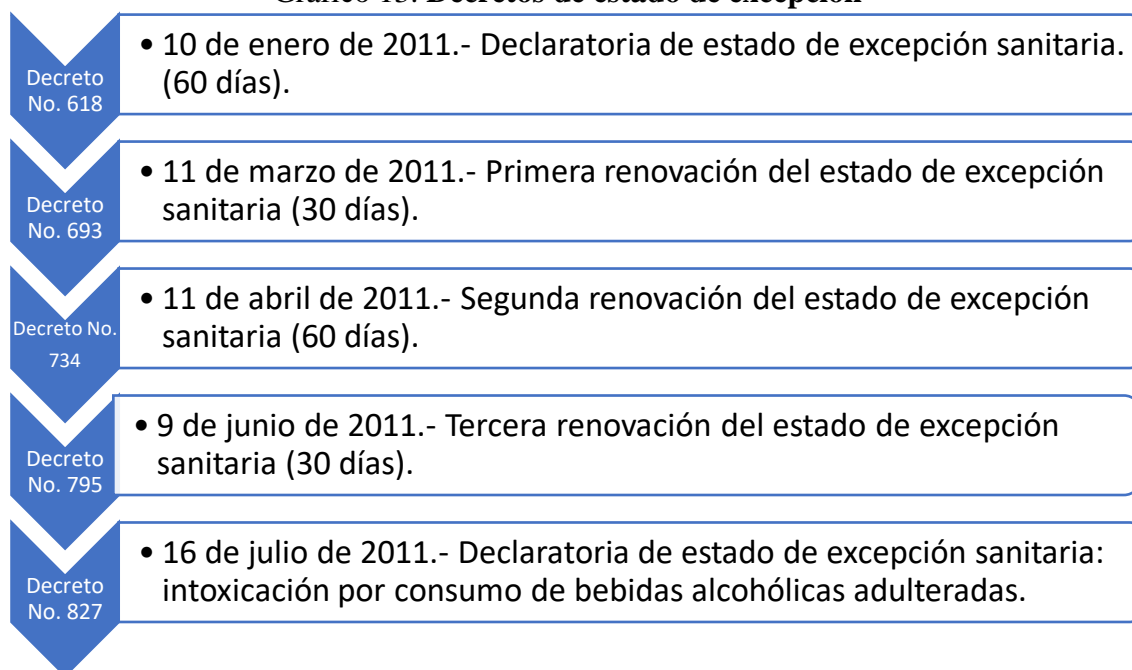 Gráfico 13. Decretos de estado de excepción
Decreto
No. 618
• 10 de enero de 2011.- Declaratoria de estado de excepción sanitaria.
(60 días).
Decreto
No. 693
• 11 de marzo de 2011.- Primera renovación del estado de excepción
sanitaria (30 días).
Decreto No.
734
• 11 de abril de 2011.- Segunda renovación del estado de excepción
sanitaria (60 días).
Decreto
No. 795
• 9 de junio de 2011.- Tercera renovación del estado de excepción
sanitaria (30 días).
Decreto
No. 827
• 16 de julio de 2011.- Declaratoria de estado de excepción sanitaria:
intoxicación por consumo de bebidas alcohólicas adulteradas.